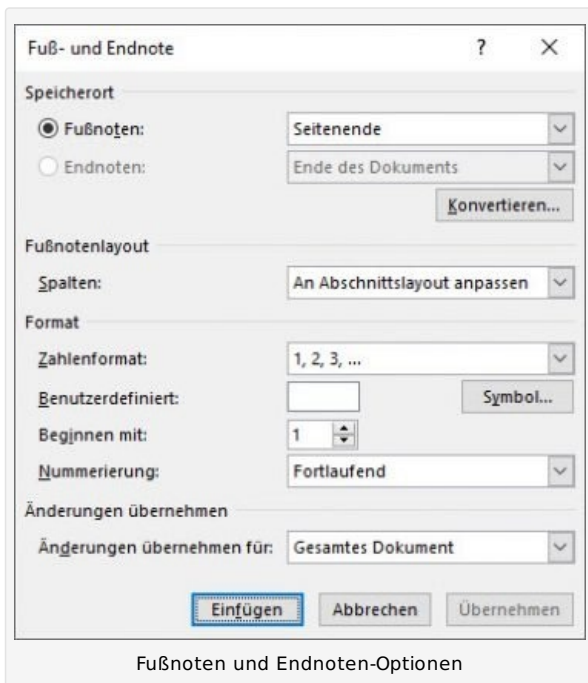 Fuß- und Endnote ? ×
Speicherort
Fußnoten: Seitenende
Endnoten: Ende des Dokuments
Konvertieren...
Fußnotenlayout
Spalten: An Abschnittslayout anpassen
Format
Zahlenformat: 1, 2, 3, ...
Benutzerdefiniert: Symbol...
Beginnen mit: 1
Nummerierung: Fortlaufend
Änderungen übernehmen
Änderungen übernehmen für: Gesamtes Dokument
Einfügen Abbrechen Übernehmen
Fußnoten und Endnoten-Optionen